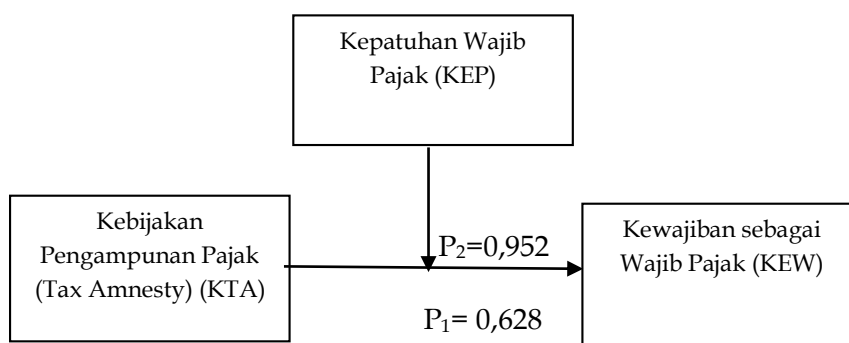 Kepatuhan Wajib
Pajak (KEP)
Kebijakan
Pengampunan Pajak
(Tax Amnesty) (KTA)
P₂=0,952
P₁= 0,628
Kewajiban sebagai
Wajib Pajak (KEW)